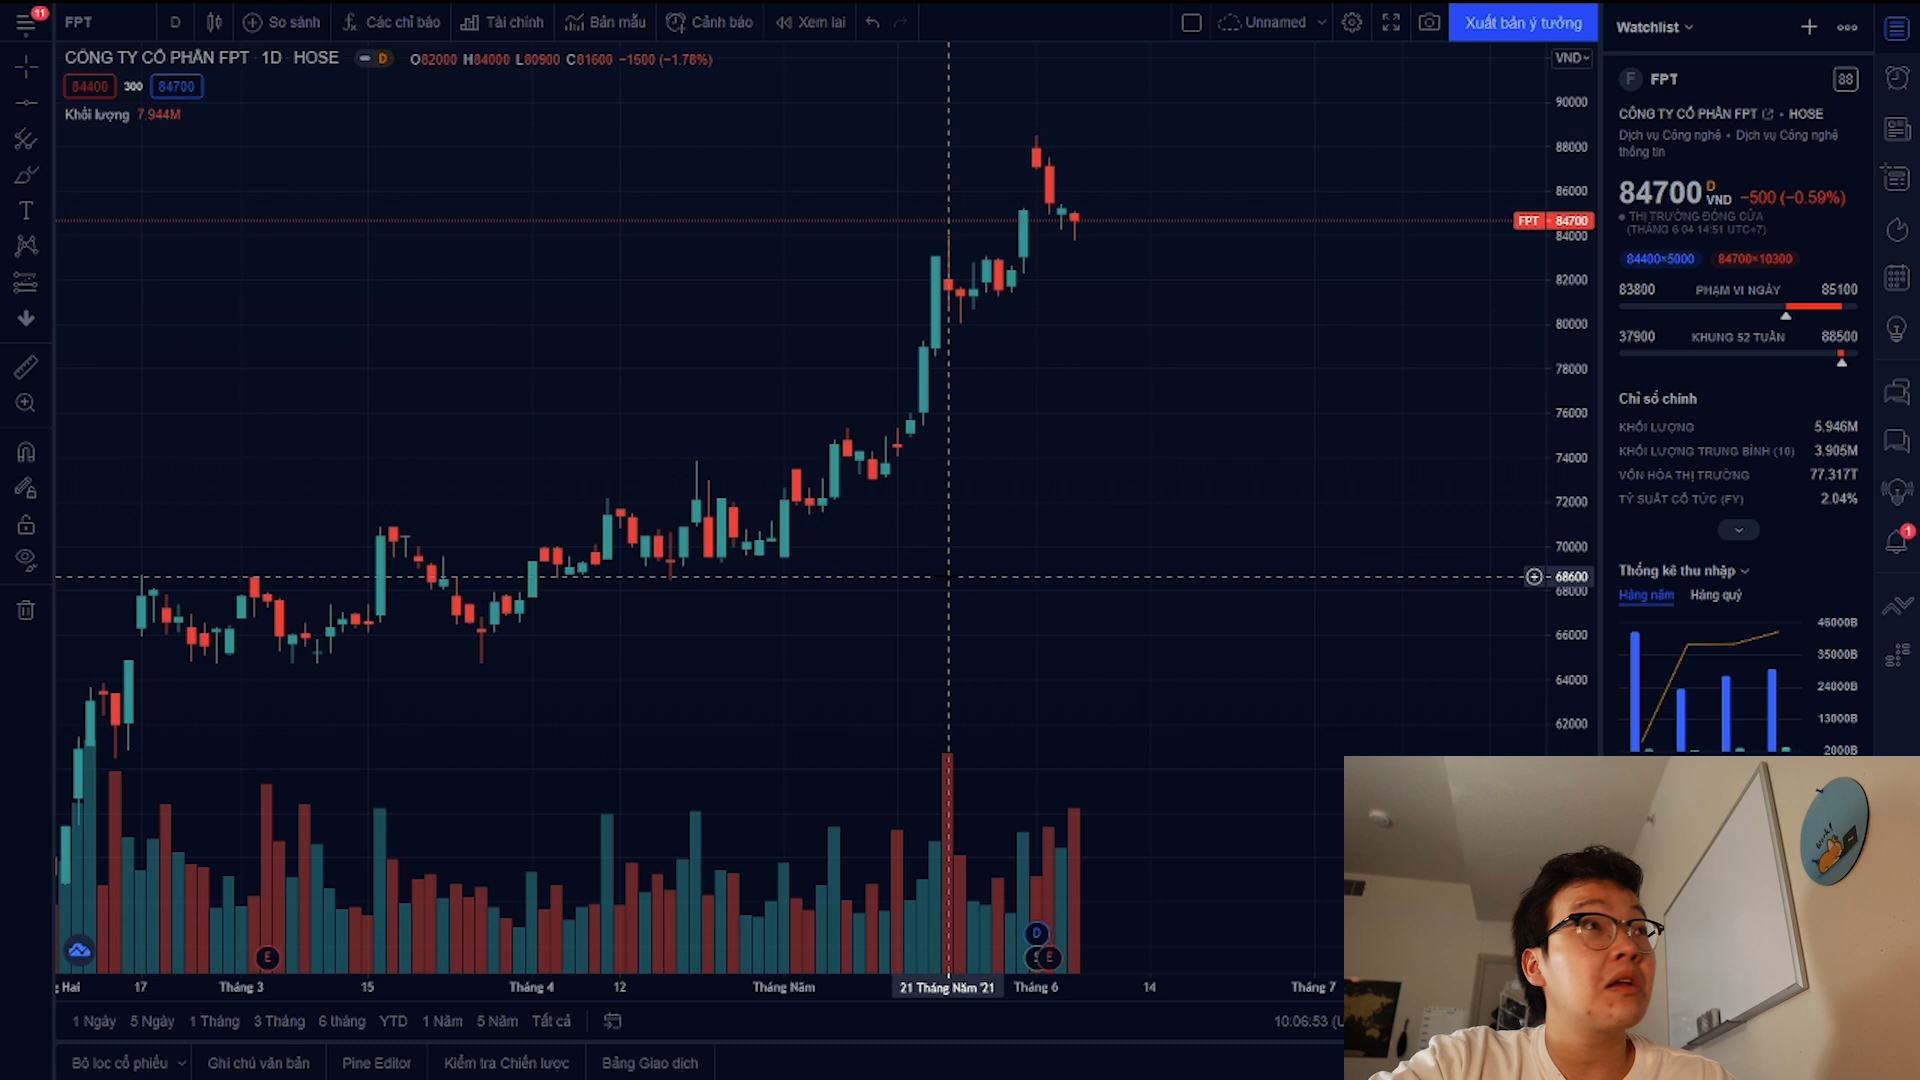 11
FPT
D
So sánh
Các chỉ báo
Tài chính
Bản mẫu
Cảnh báo
Xem lại
Unnamed
Xuất bản ý tưởng
CÔNG TY CỔ PHẦN FPT · 1D · HOSE
D
O82000 H84000 L80900 C81600 −1500 (−1.78%)
84400
300
84700
Khối lượng 7.944M
VND
90000
88000
86000
FPT
84700
84000
82000
80000
78000
76000
74000
72000
70000
68600
68000
66000
64000
62000
E
D
S
E
g Hai
17
Tháng 3
15
Tháng 4
12
Tháng Năm
21 Tháng Năm '21
Tháng 6
14
Tháng 7
1 Ngày
5 Ngày
1 Tháng
3 Tháng
6 tháng
YTD
1 Năm
5 Năm
Tất cả
10:06:53 (U
Bộ lọc cổ phiếu
Ghi chú văn bản
Pine Editor
Kiểm tra Chiến lược
Bảng Giao dịch
Watchlist
F FPT
88
CÔNG TY CỔ PHẦN FPT • HOSE
Dịch vụ Công nghệ • Dịch vụ Công nghệ
thông tin
84700 D VND −500 (−0.59%)
THỊ TRƯỜNG ĐÓNG CỬA
(THÁNG 6 04 14:51 UTC+7)
84400×5000
84700×10300
83800 PHẠM VI NGÀY 85100
37900 KHUNG 52 TUẦN 88500
Chỉ số chính
KHỐI LƯỢNG 5.946M
KHỐI LƯỢNG TRUNG BÌNH (10) 3.905M
VỐN HÓA THỊ TRƯỜNG 77.317T
TỶ SUẤT CỔ TỨC (FY) 2.04%
Thống kê thu nhập
Hàng năm
Hàng quý
46000B
35000B
24000B
13000B
2000B
1